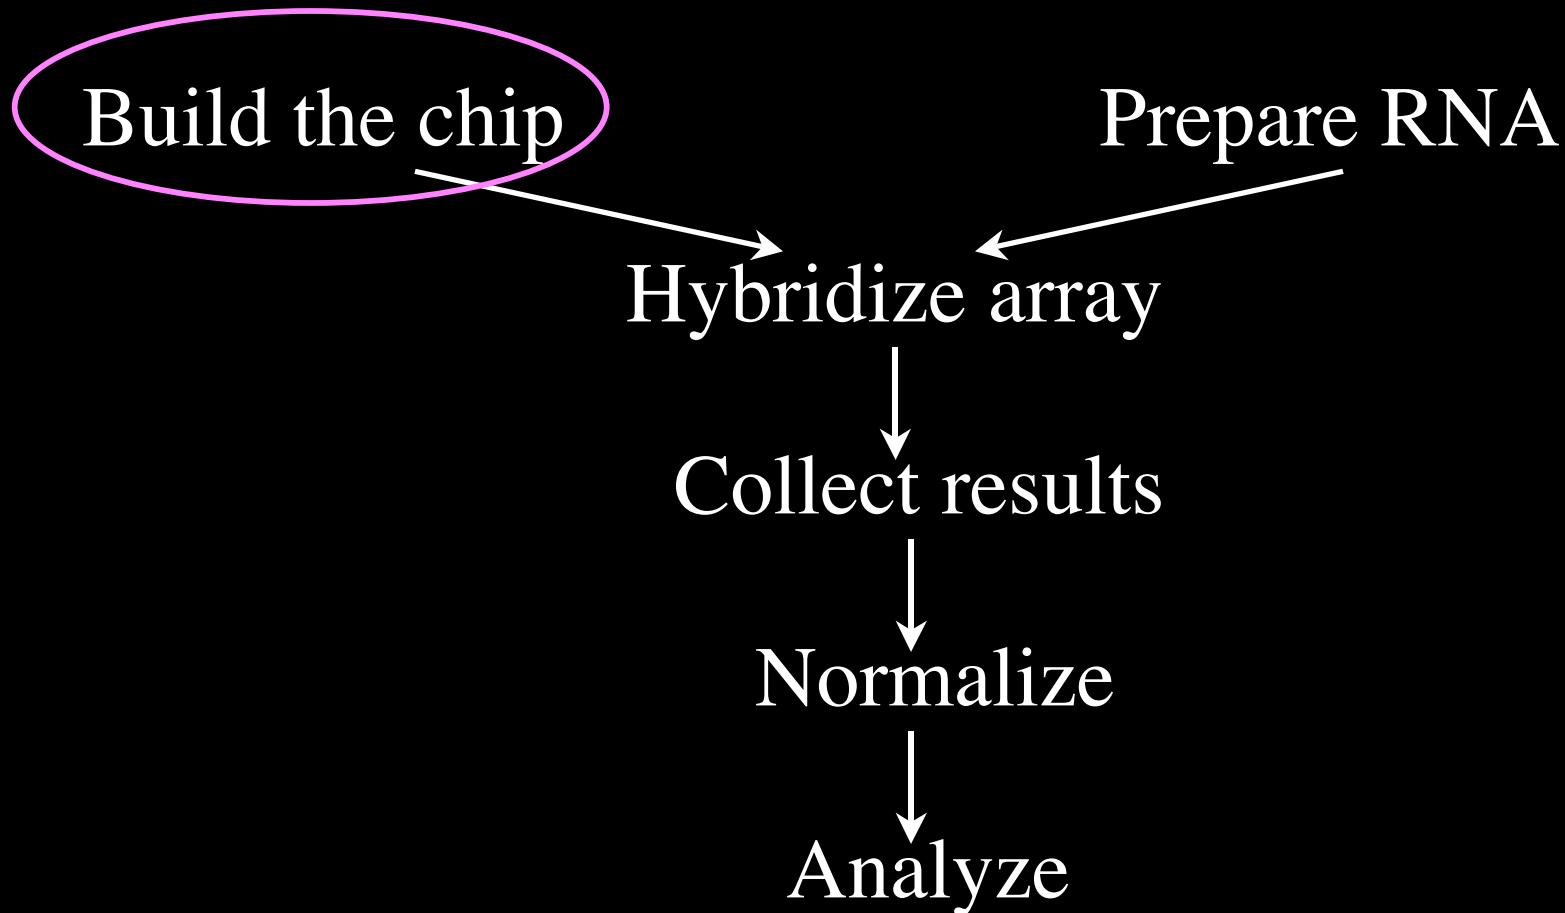 Build the chip
Prepare RNA
Hybridize array
Collect results
Normalize
Analyze